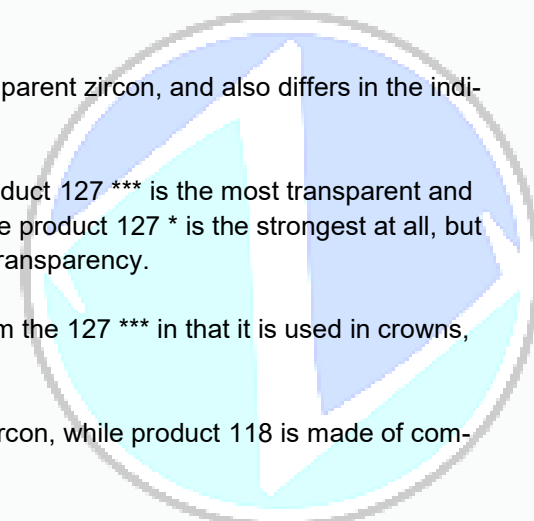 parent zircon, and also differs in the indi-
duct 127 *** is the most transparent and
e product 127 * is the strongest at all, but
ransparency.
m the 127 *** in that it is used in crowns,
rcon, while product 118 is made of com-